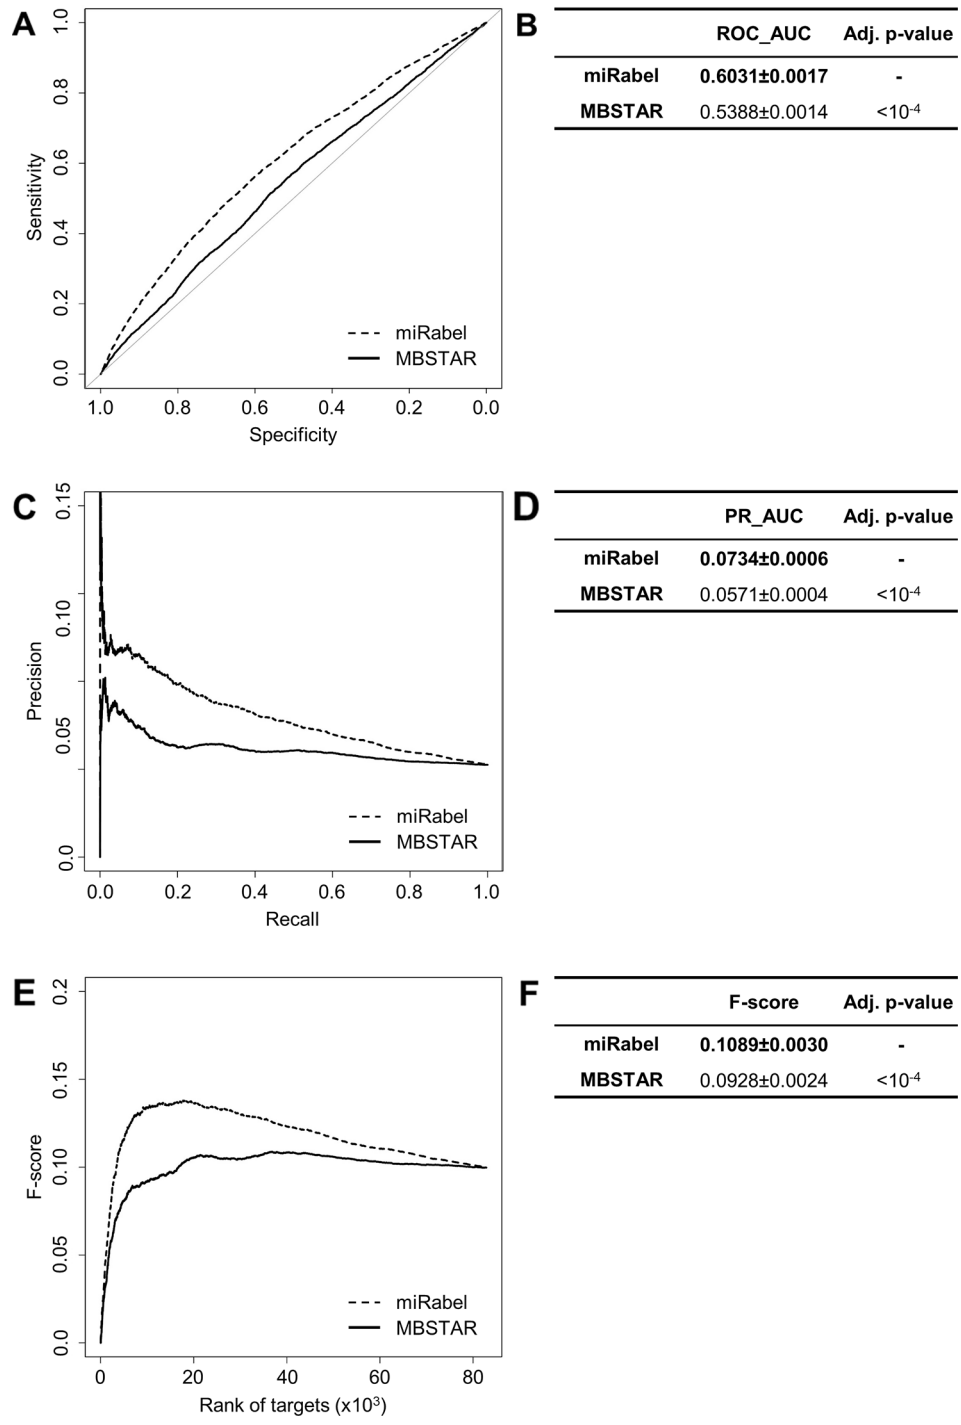 A
1.0
0.8
0.6
0.4
0.2
0.0
Sensitivity
miRabel
MBSTAR
1.0 0.8 0.6 0.4 0.2 0.0
Specificity
B
ROC_AUC Adj. p-value
miRabel 0.6031±0.0017 -
MBSTAR 0.5388±0.0014 <10⁻⁴
C
0.15
0.10
0.05
0.0
Precision
miRabel
MBSTAR
0.0 0.2 0.4 0.6 0.8 1.0
Recall
D
PR_AUC Adj. p-value
miRabel 0.0734±0.0006 -
MBSTAR 0.0571±0.0004 <10⁻⁴
E
0.2
0.15
0.10
0.05
0.0
F-score
miRabel
MBSTAR
0 20 40 60 80
Rank of targets (x10³)
F
F-score Adj. p-value
miRabel 0.1089±0.0030 -
MBSTAR 0.0928±0.0024 <10⁻⁴